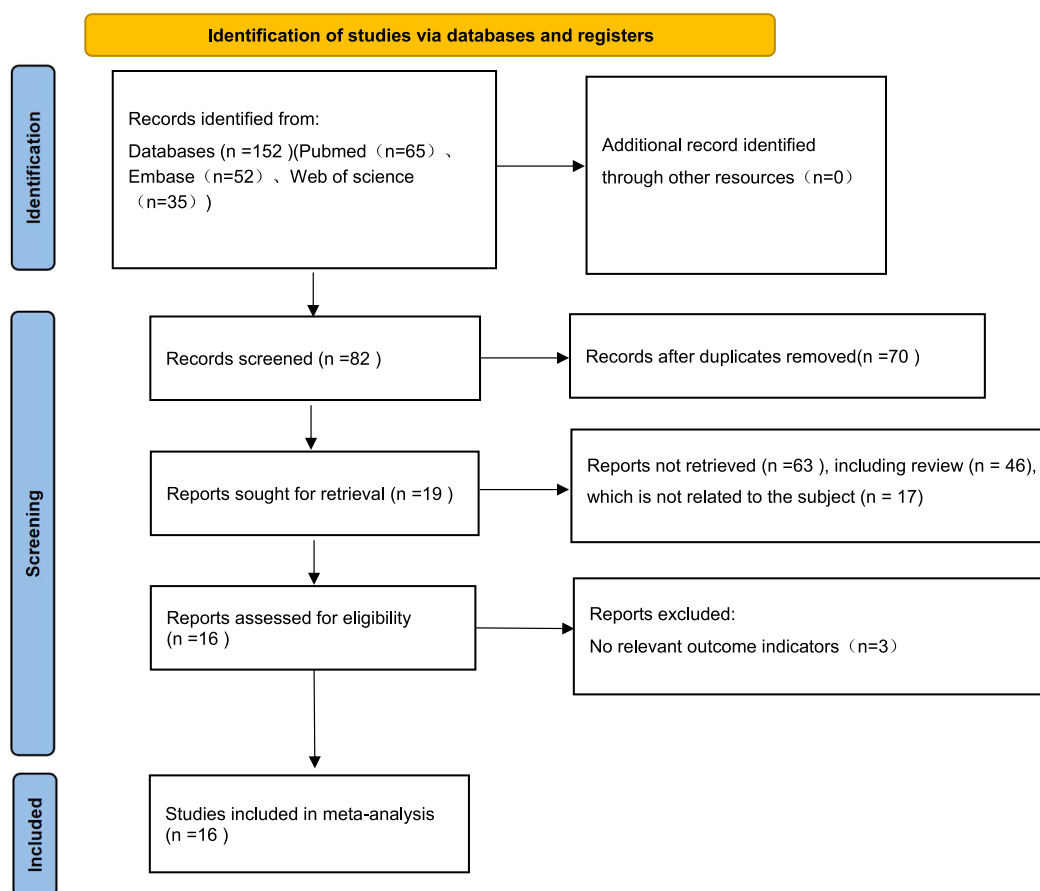 Identification of studies via databases and registers
Identification
Records identified from:
Databases (n =152 )(Pubmed（n=65）、
Embase（n=52）、Web of science
（n=35）)
Additional record identified
through other resources（n=0）
Screening
Records screened (n =82 )
Records after duplicates removed(n =70 )
Reports sought for retrieval (n =19 )
Reports not retrieved (n =63 ), including review (n = 46),
which is not related to the subject (n = 17)
Reports assessed for eligibility
(n =16 )
Reports excluded:
No relevant outcome indicators（n=3）
Included
Studies included in meta-analysis
(n =16 )